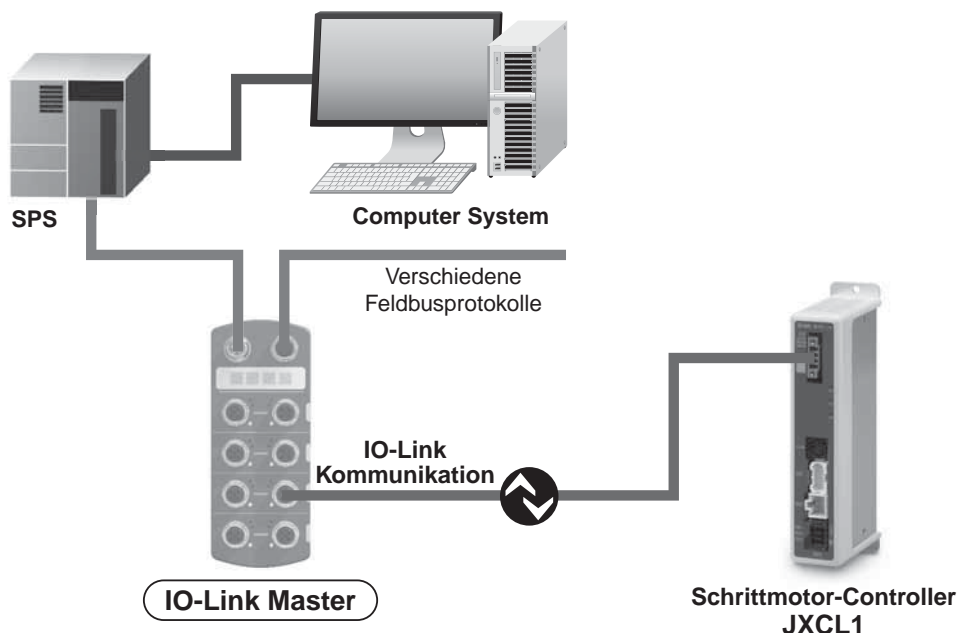 SPS
Computer System
Verschiedene
Feldbusprotokolle
IO-Link
Kommunikation
IO-Link Master
Schrittmotor-Controller
JXCL1